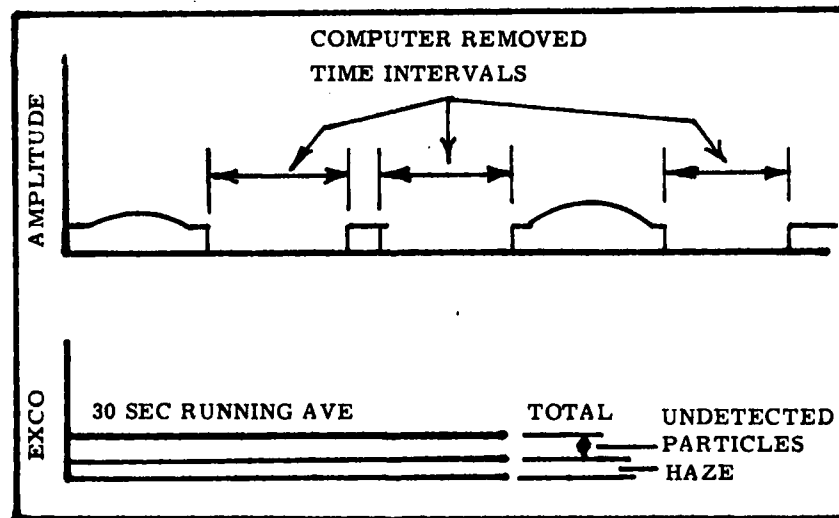 COMPUTER REMOVED
TIME INTERVALS
AMPLITUDE
EXCO
30 SEC RUNNING AVE
TOTAL
UNDETECTED
PARTICLES
HAZE